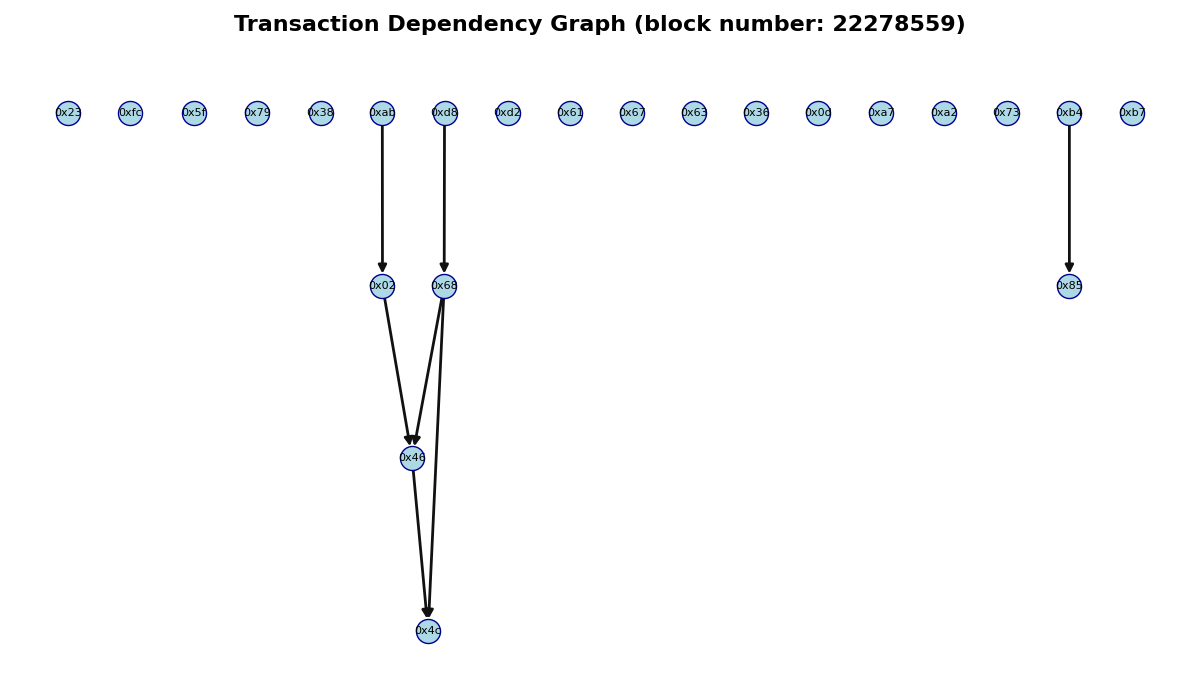 Transaction Dependency Graph (block number: 22278559)
0x23 0xfc 0x5f 0x79 0x38 0xab 0xd8 0xd2 0x61 0x67 0x63 0x36 0x0d 0xa7 0xa2 0x73 0xb4 0xb7
0x02 0x68 0x85
0x46
0x4c